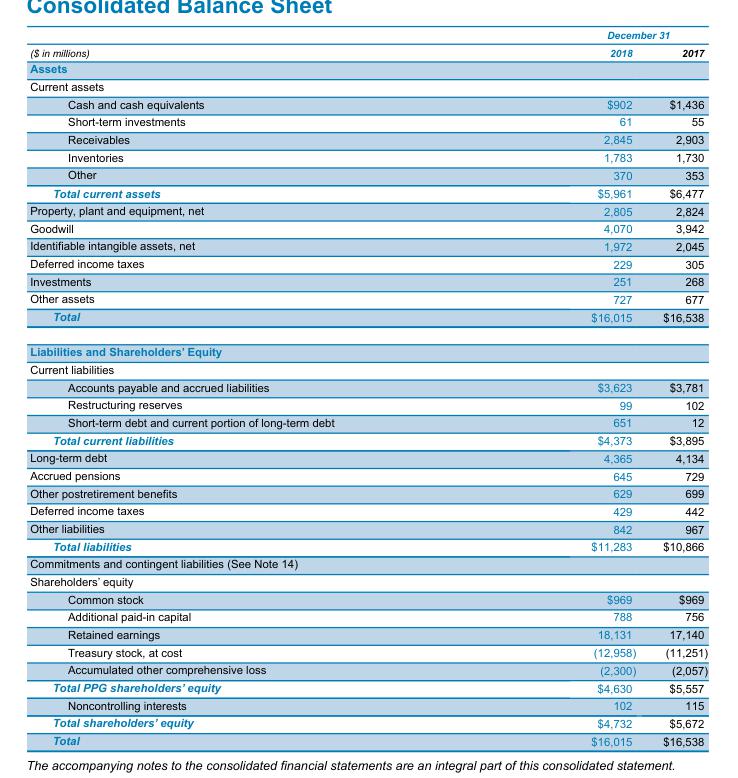 Consolidated Balance Sheet
December 31
($ in millions) 2018 2017
Assets
Current assets
Cash and cash equivalents $902 $1,436
Short-term investments 61 55
Receivables 2,845 2,903
Inventories 1,783 1,730
Other 370 353
Total current assets $5,961 $6,477
Property, plant and equipment, net 2,805 2,824
Goodwill 4,070 3,942
Identifiable intangible assets, net 1,972 2,045
Deferred income taxes 229 305
Investments 251 268
Other assets 727 677
Total $16,015 $16,538
Liabilities and Shareholders' Equity
Current liabilities
Accounts payable and accrued liabilities $3,623 $3,781
Restructuring reserves 99 102
Short-term debt and current portion of long-term debt 651 12
Total current liabilities $4,373 $3,895
Long-term debt 4,365 4,134
Accrued pensions 645 729
Other postretirement benefits 629 699
Deferred income taxes 429 442
Other liabilities 842 967
Total liabilities $11,283 $10,866
Commitments and contingent liabilities (See Note 14)
Shareholders' equity
Common stock $969 $969
Additional paid-in capital 788 756
Retained earnings 18,131 17,140
Treasury stock, at cost (12,958) (11,251)
Accumulated other comprehensive loss (2,300) (2,057)
Total PPG shareholders' equity $4,630 $5,557
Noncontrolling interests 102 115
Total shareholders' equity $4,732 $5,672
Total $16,015 $16,538
The accompanying notes to the consolidated financial statements are an integral part of this consolidated statement.